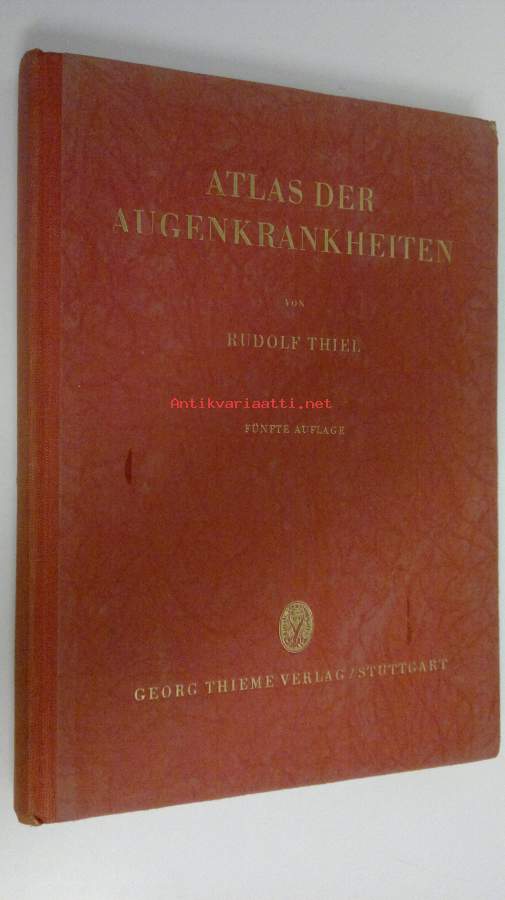 ATLAS DER
AUGENKRANKHEITEN
VON
RUDOLF THIEL
Antikvariaatti.net
FÜNFTE AUFLAGE
GEORG THIEME VERLAG / STUTTGART